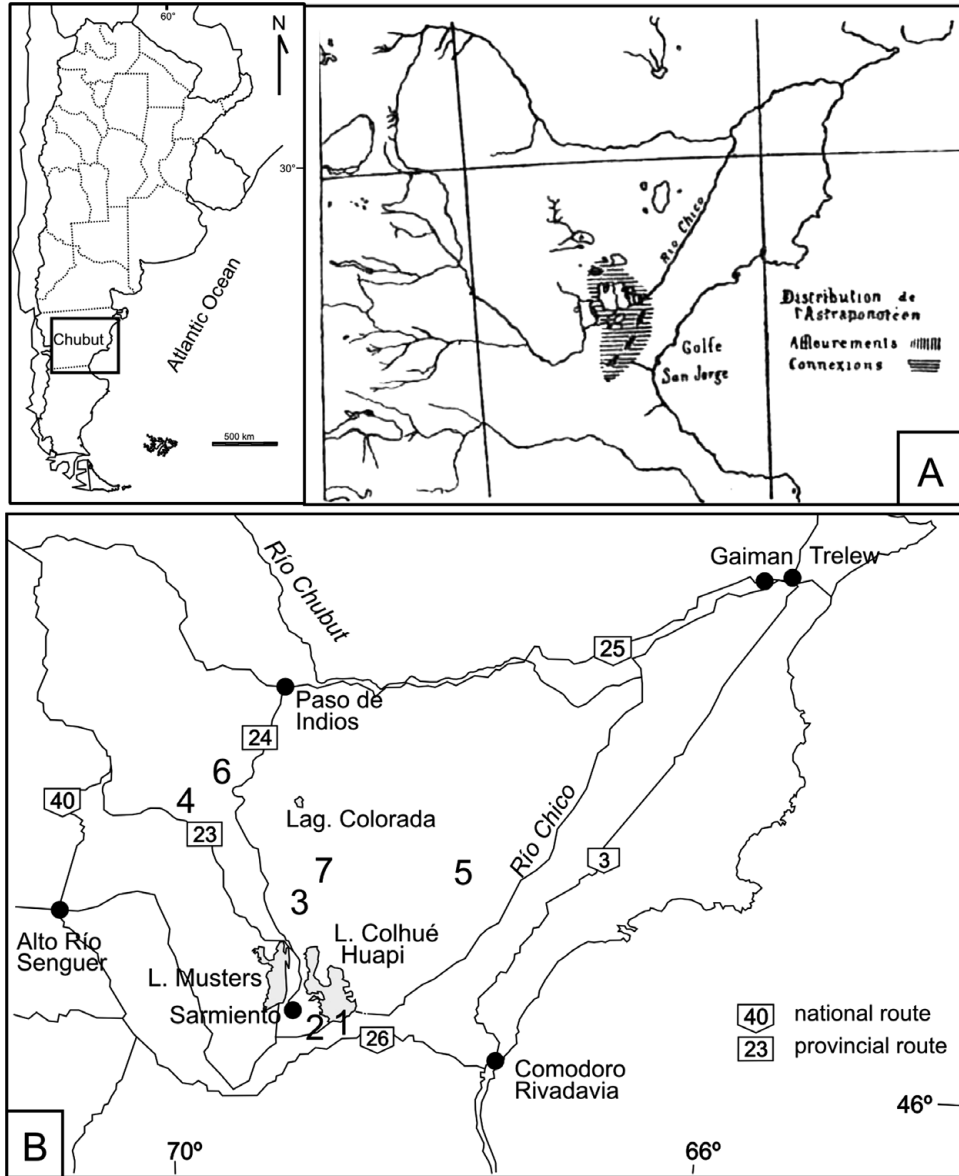 60°
N
30°
Chubut
Atlantic Ocean
500 km
Río Chico
Distribution de
l'Astraponotéen
Affleurements
Connexions
Golfe
San Jorge
A
Río Chubut
Gaiman
Trelew
25
Paso de
Indios
24
6
40
4
23
Lag. Colorada
Río Chico
7
5
3
3
L. Colhué
Huapi
Alto Río
Senguer
L. Musters
Sarmiento
2
1
26
40
national route
23
provincial route
Comodoro
Rivadavia
46º
B
70º
66º